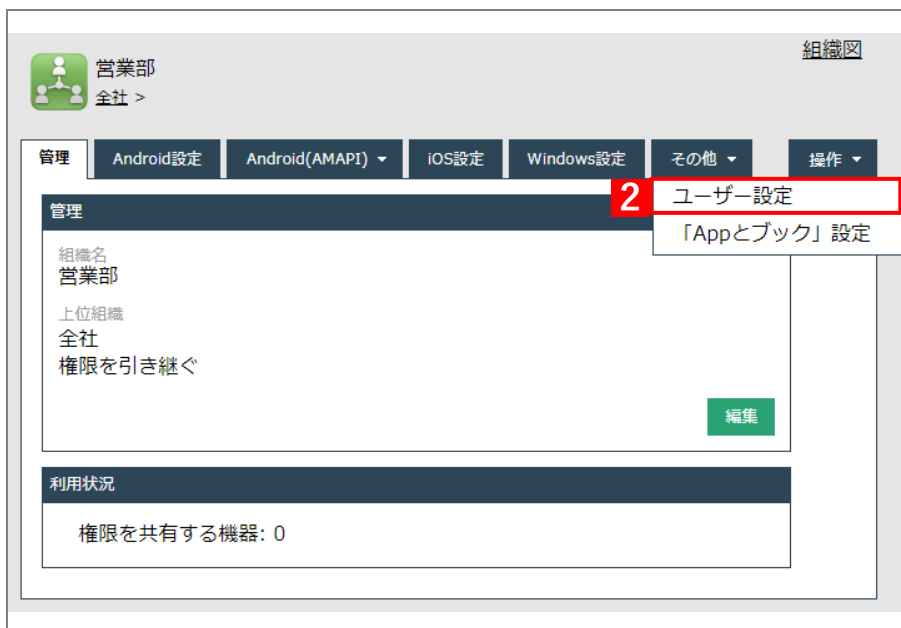 組織図
営業部
全社 >
管理 Android設定 Android(AMAPI) iOS設定 Windows設定 その他 操作
2 ユーザー設定
「Appとブック」設定
管理
組織名
営業部
上位組織
全社
権限を引き継ぐ
編集
利用状況
権限を共有する機器: 0